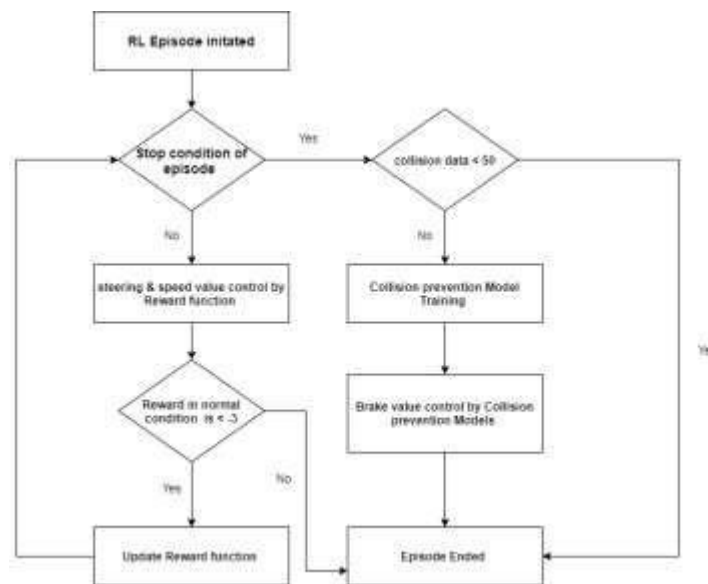 RL Episode initated
Stop condition of
episode
Yes
collision data < 50
No
No
steering & speed value control by
Reward function
Collision prevention Model
Training
Ye
Reward in normal
condition is < .3
Brake value control by Collision
prevention Models
Yes
No
Update Reward function
Episode Ended